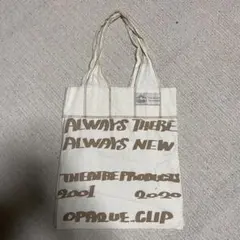 ALWAYS THERE
ALWAYS NEW
THEATRE PRODUCTS
2001 2020
OPAQUE.CLIP